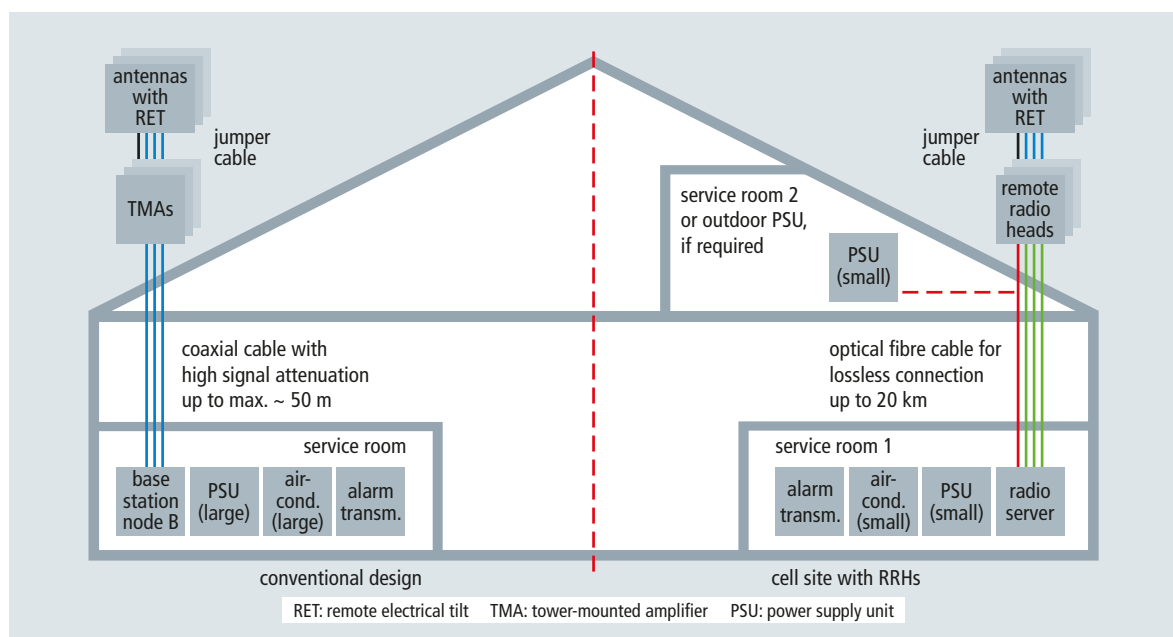 antennas
with
RET
jumper
cable
TMAs
coaxial cable with
high signal attenuation
up to max. ~ 50 m
service room
base
station
node B
PSU
(large)
air-
cond.
(large)
alarm
transm.
conventional design
antennas
with
RET
jumper
cable
remote
radio
heads
service room 2
or outdoor PSU,
if required
PSU
(small)
optical fibre cable for
lossless connection
up to 20 km
service room 1
alarm
transm.
air-
cond.
(small)
PSU
(small)
radio
server
cell site with RRHs
RET: remote electrical tilt TMA: tower-mounted amplifier PSU: power supply unit